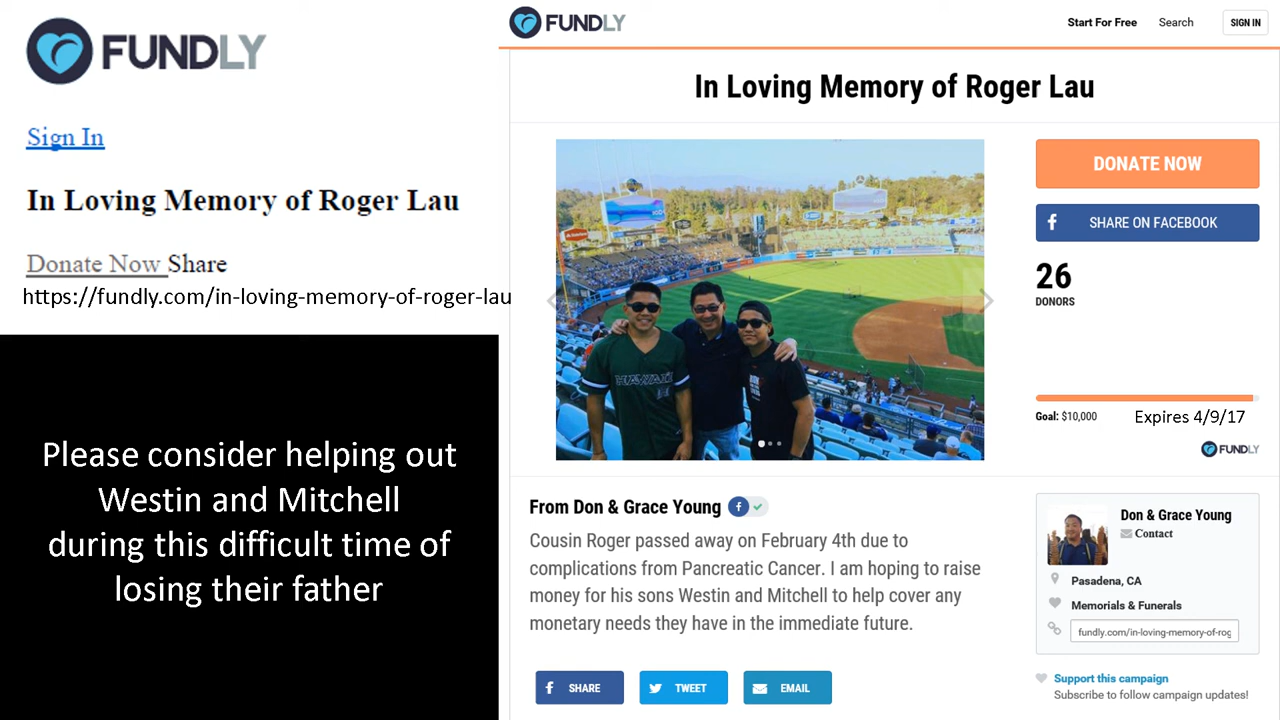 FUNDLY
Sign In
In Loving Memory of Roger Lau
Donate Now Share
https://fundly.com/in-loving-memory-of-roger-lau
Please consider helping out
Westin and Mitchell
during this difficult time of
losing their father
FUNDLY
Start For Free Search SIGN IN
In Loving Memory of Roger Lau
HAWAII
DONATE NOW
SHARE ON FACEBOOK
26
DONORS
Goal: $10,000 Expires 4/9/17
FUNDLY
From Don & Grace Young
Cousin Roger passed away on February 4th due to
complications from Pancreatic Cancer. I am hoping to raise
money for his sons Westin and Mitchell to help cover any
monetary needs they have in the immediate future.
SHARE TWEET EMAIL
Don & Grace Young
Contact
Pasadena, CA
Memorials & Funerals
fundly.com/in-loving-memory-of-rog
Support this campaign
Subscribe to follow campaign updates!